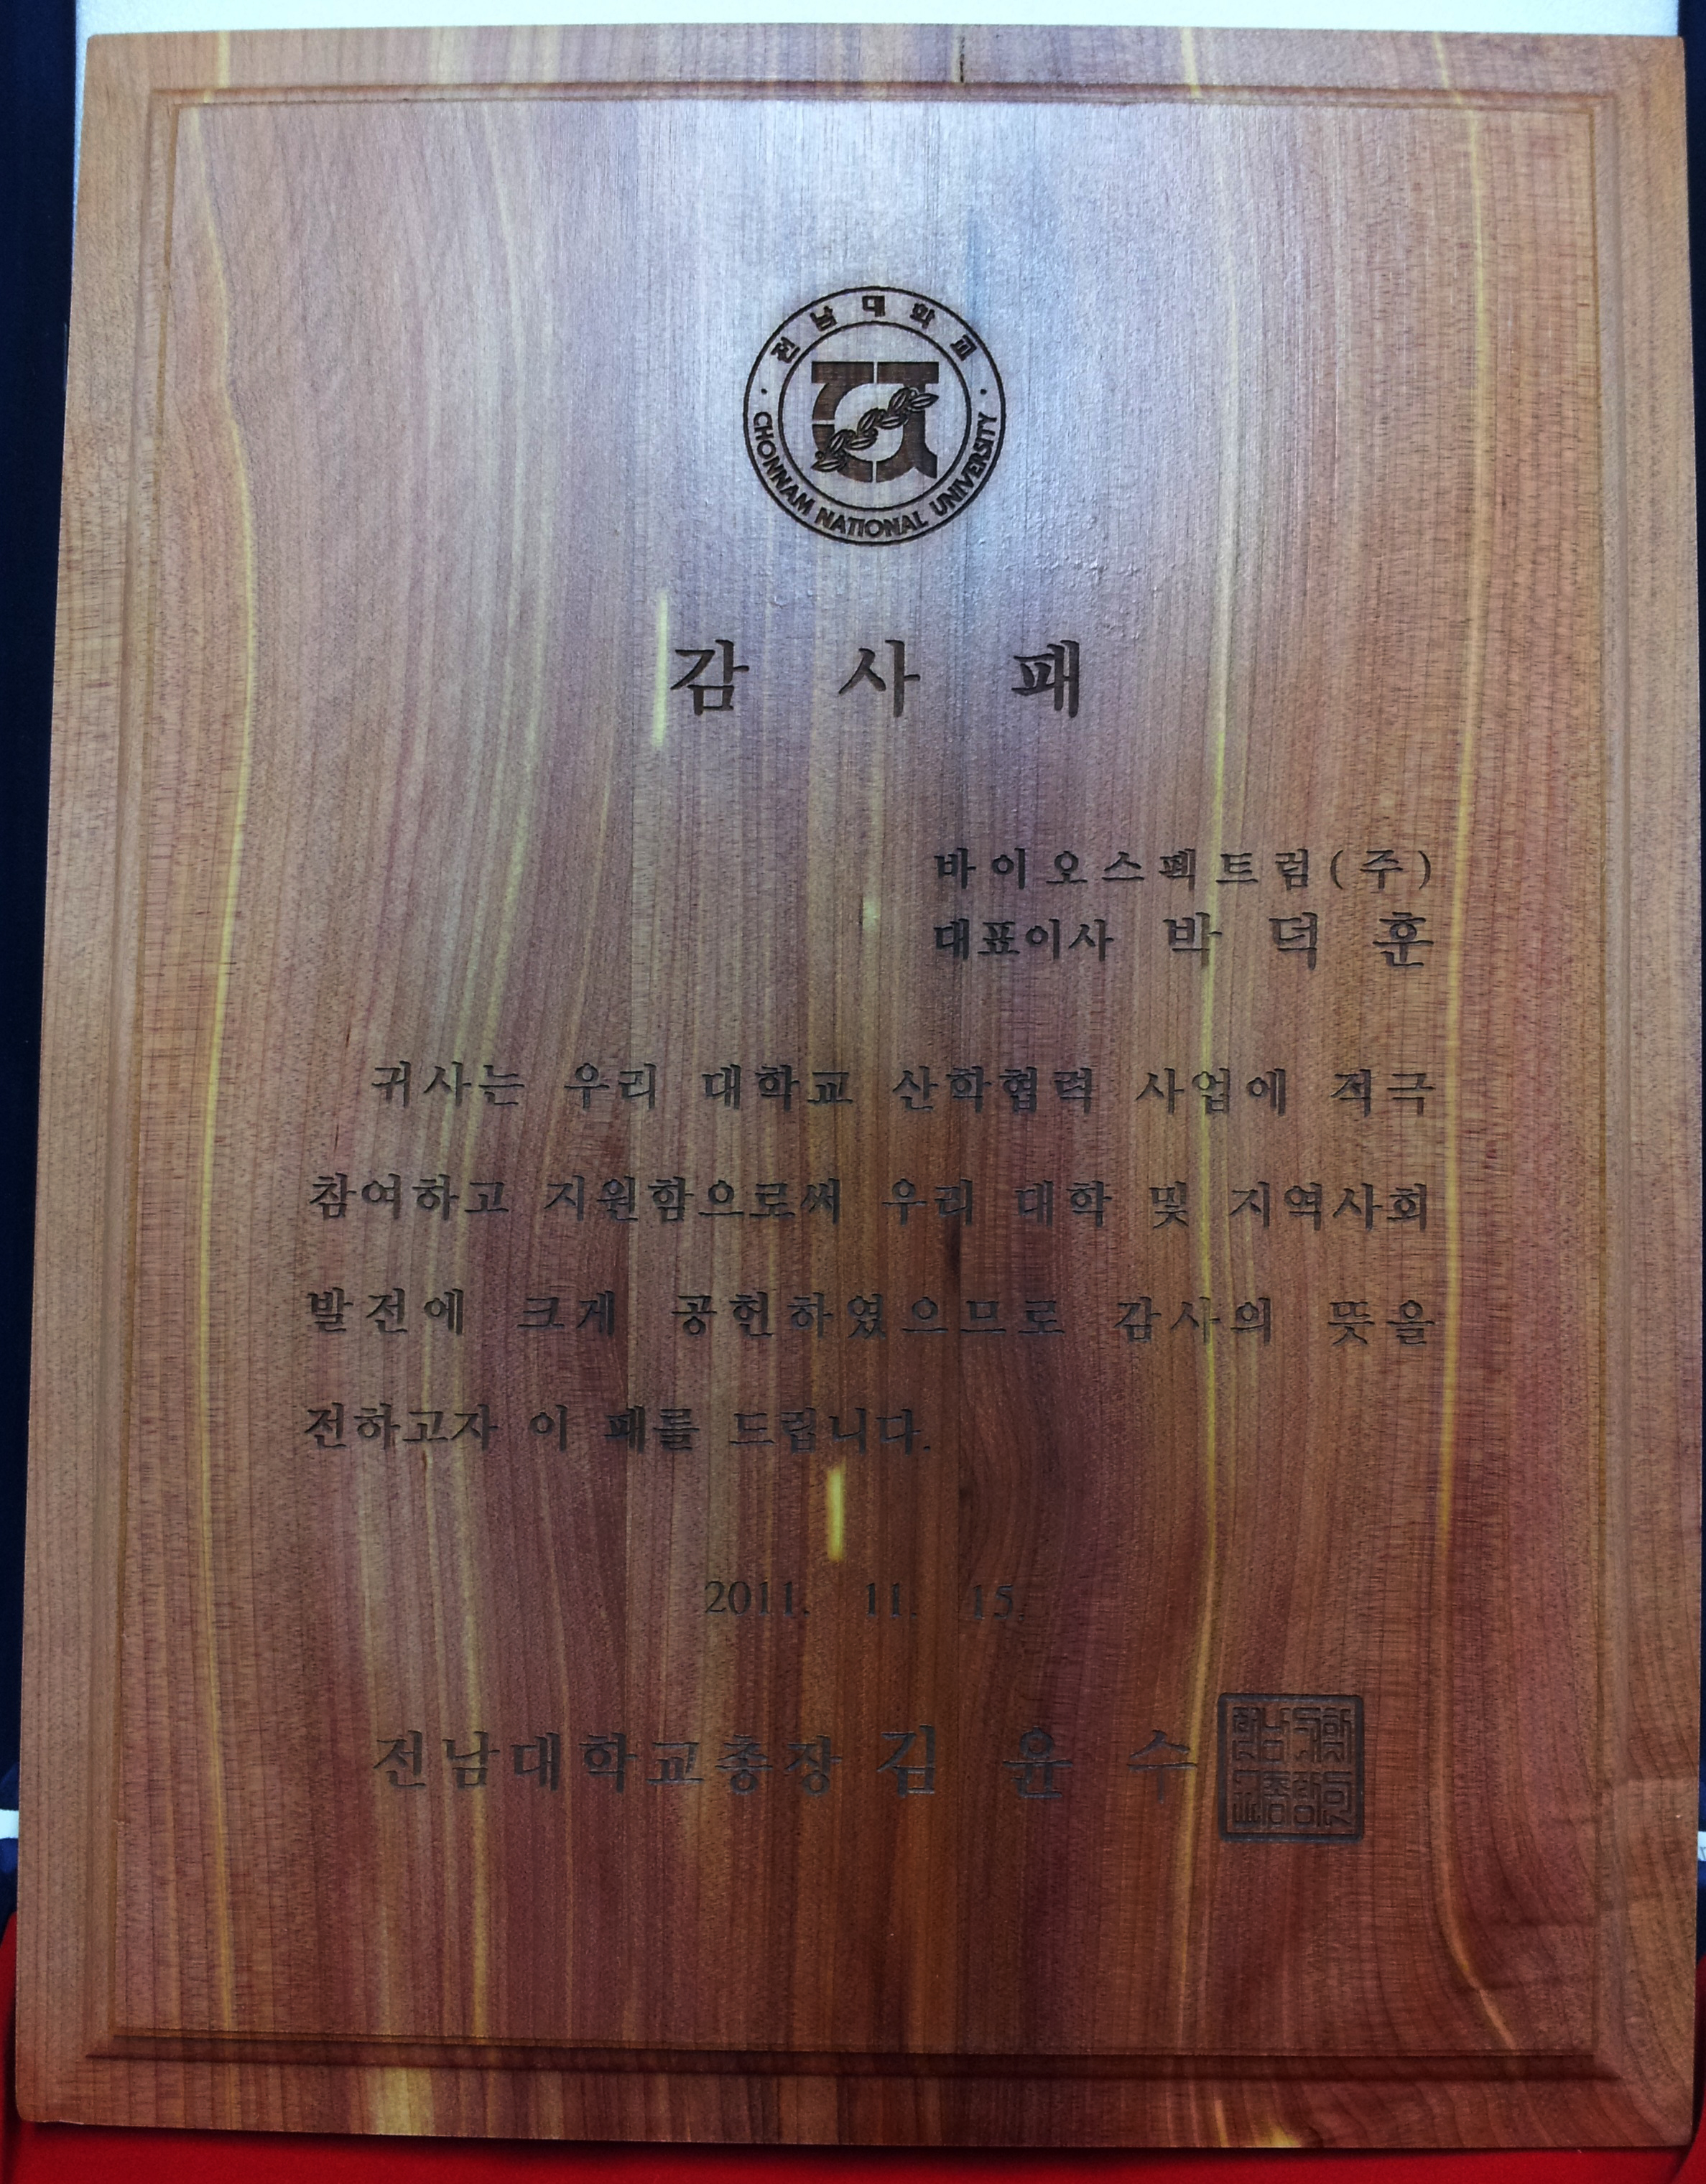 전남대학교
CHONNAM NATIONAL UNIVERSITY
감 사 패
바이오스펙트럼(주)
대표이사 박 덕 훈
귀사는 우리 대학교 산학협력 사업에 적극
참여하고 지원함으로써 우리 대학 및 지역사회
발전에 크게 공헌하였으므로 감사의 뜻을
전하고자 이 패를 드립니다.
2011. 11. 15.
전남대학교총장 김 윤 수